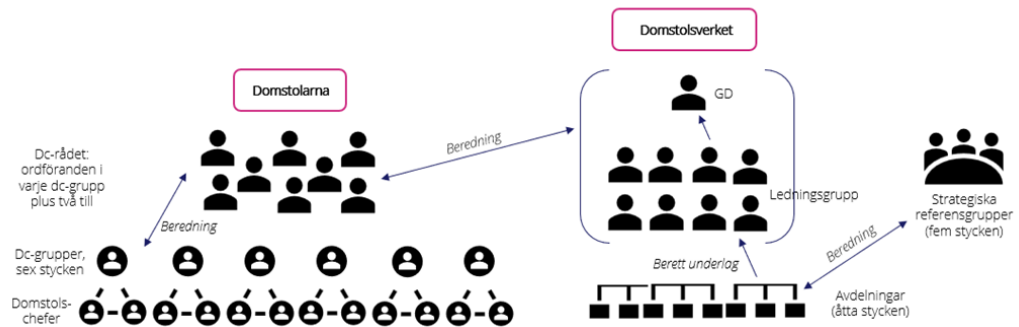 Domstolsverket
Domstolarna
GD
Dc-rådet:
ordföranden i
varje dc-grupp
plus två till
Beredning
Beredning
Ledningsgrupp
Strategiska
referensgrupper
(fem stycken)
Dc-grupper,
sex stycken
Berett underlag
Beredning
Domstols-
chefer
Avdelningar
(åtta stycken)